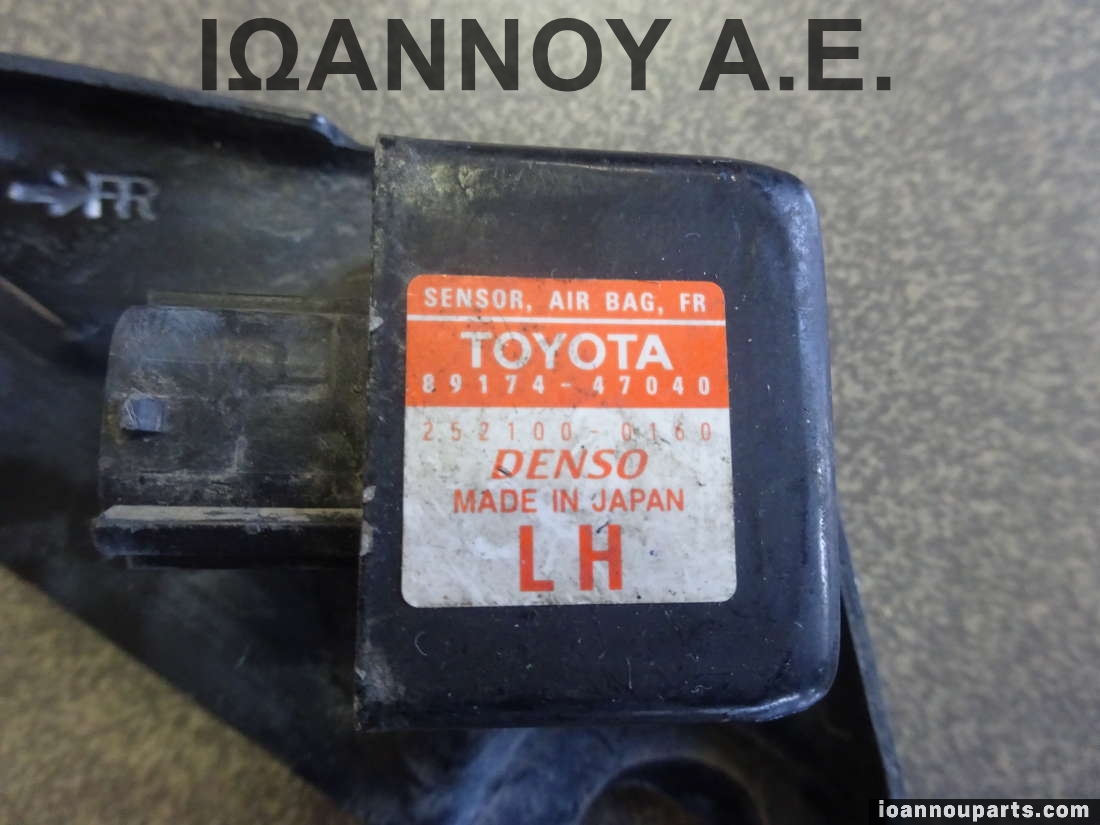 ΙΩΑΝΝΟΥ Α.Ε.
→FR
SENSOR, AIR BAG, FR
TOYOTA
89174-47040
252100-0160
DENSO
MADE IN JAPAN
LH
ioannouparts.com